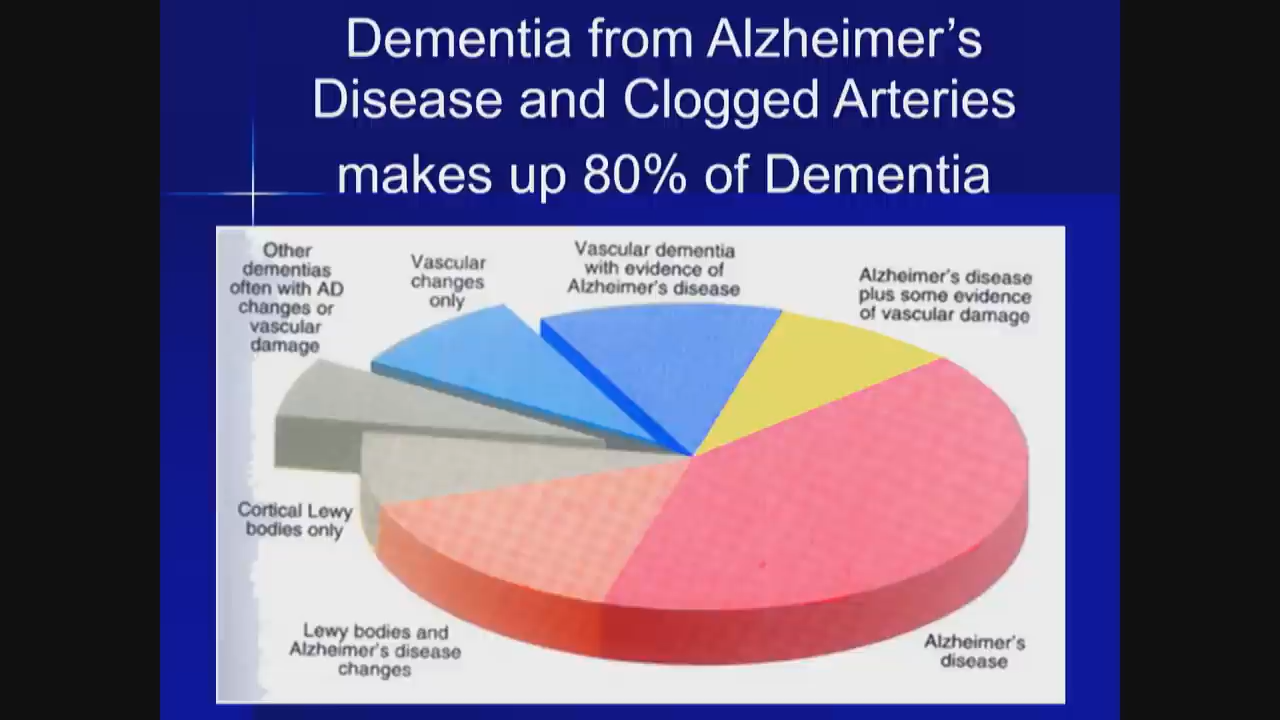 Dementia from Alzheimer's
Disease and Clogged Arteries
makes up 80% of Dementia
Other
dementias
often with AD
changes or
vascular
damage
Vascular
changes
only
Vascular dementia
with evidence of
Alzheimer's disease
Alzheimer's disease
plus some evidence
of vascular damage
Cortical Lewy
bodies only
Lewy bodies and
Alzheimer's disease
changes
Alzheimer's
disease